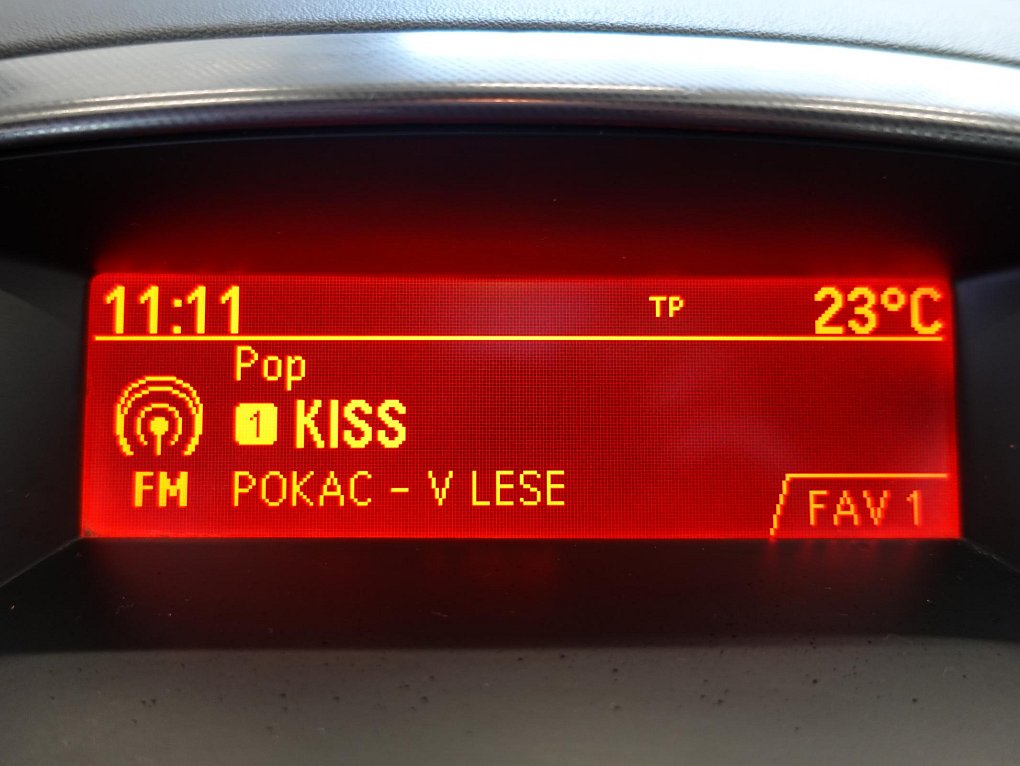 11:11 TP 23°C
Pop
1 KISS
FM POKAC - V LESE
FAV 1